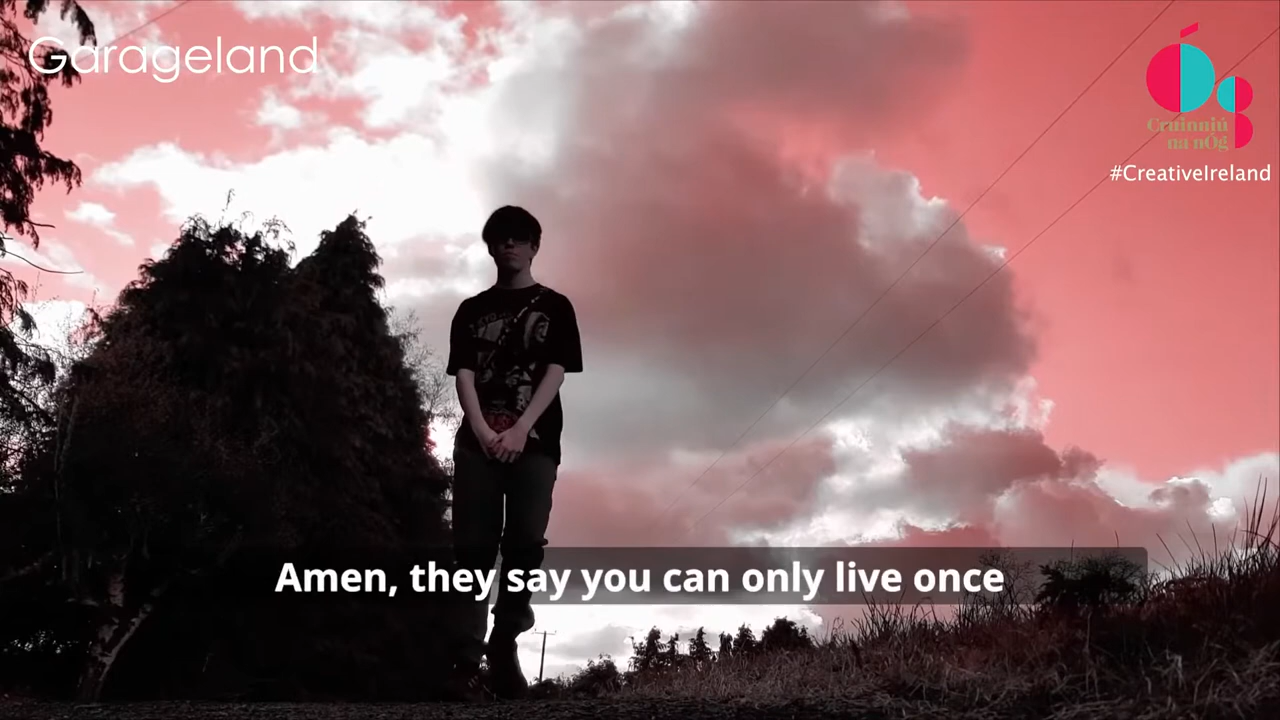 Garageland
Cruinniú
na nÓg
#CreativeIreland
Amen, they say you can only live once